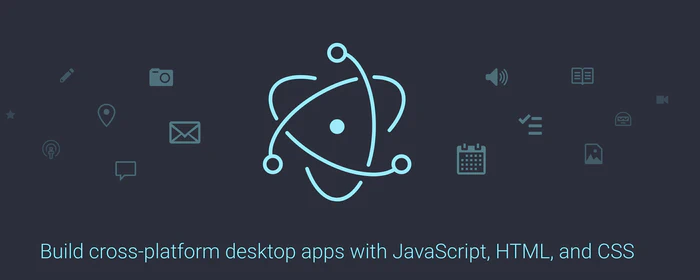 Build cross-platform desktop apps with JavaScript, HTML, and CSS